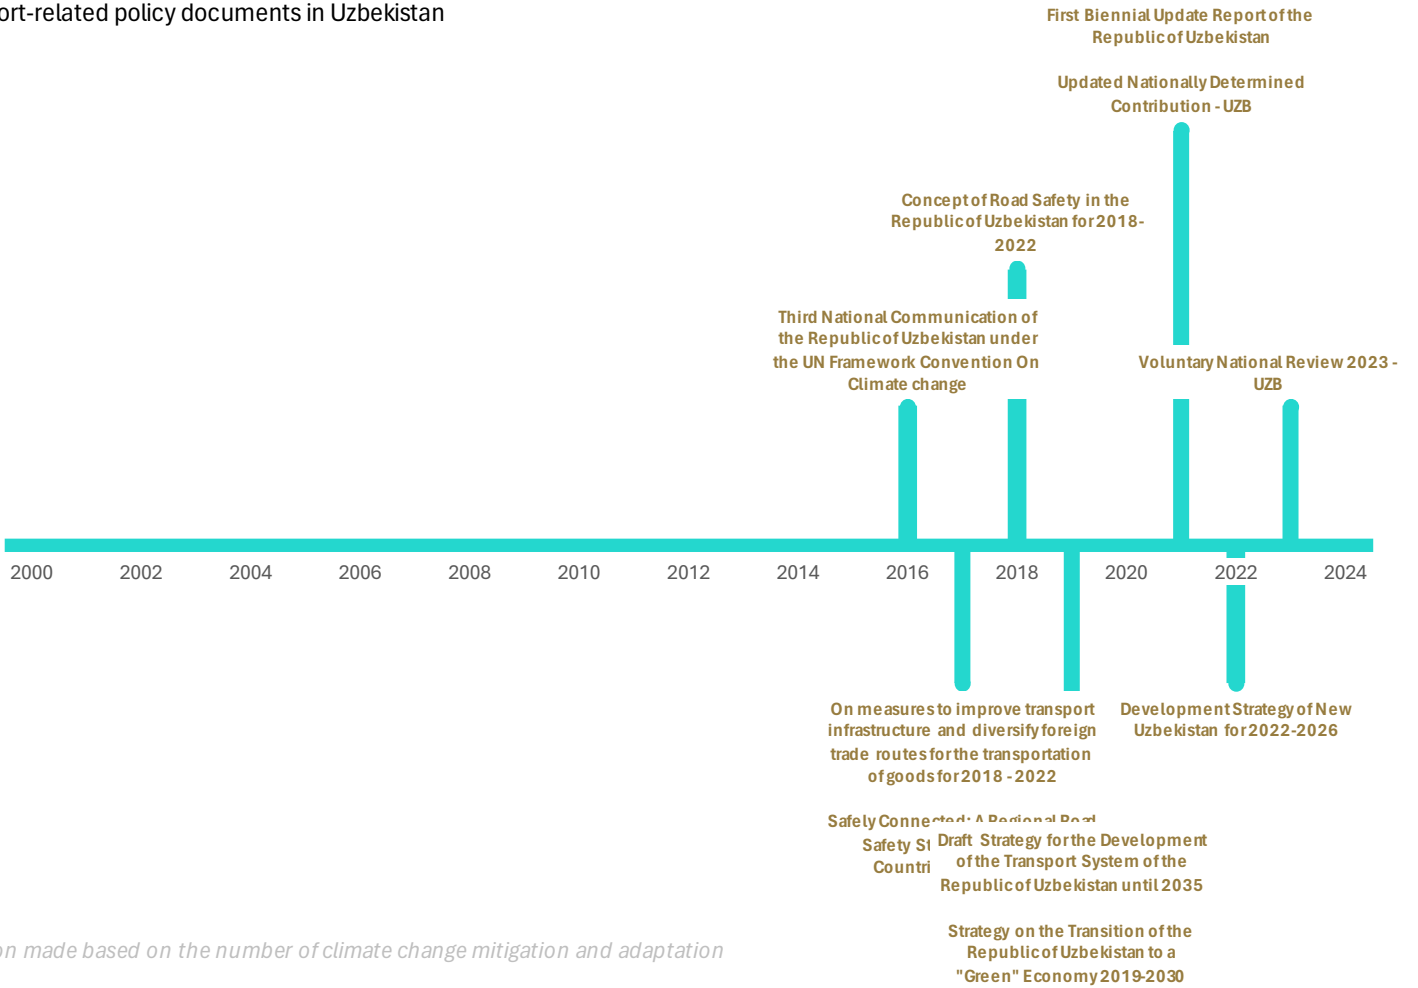 ort-related policy documents in Uzbekistan
First Biennial Update Report of the
Republic of Uzbekistan
Updated Nationally Determined
Contribution - UZB
Concept of Road Safety in the
Republic of Uzbekistan for 2018-
2022
Third National Communication of
the Republic of Uzbekistan under
the UN Framework Convention On
Climate change
Voluntary National Review 2023 -
UZB
2000 2002 2004 2006 2008 2010 2012 2014 2016 2018 2020 2022 2024
On measures to improve transport
infrastructure and diversify foreign
trade routes for the transportation
of goods for 2018 - 2022
Development Strategy of New
Uzbekistan for 2022-2026
Safely Connected: A Regional Road
Safety St
Countri
Draft Strategy for the Development
of the Transport System of the
Republic of Uzbekistan until 2035
Strategy on the Transition of the
Republic of Uzbekistan to a
"Green" Economy 2019-2030
on made based on the number of climate change mitigation and adaptation